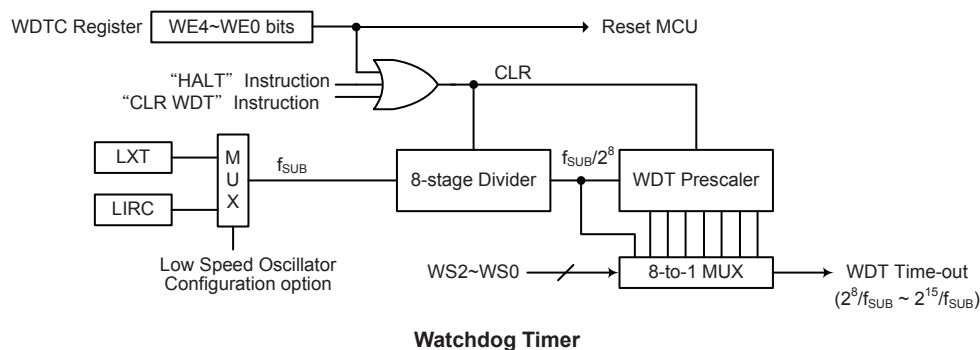 WDTC Register WE4~WE0 bits Reset MCU
CLR
“HALT” Instruction
“CLR WDT” Instruction
LXT
LIRC
MUX
fSUB
8-stage Divider
fSUB/2⁸
WDT Prescaler
Low Speed Oscillator
Configuration option
WS2~WS0
8-to-1 MUX
WDT Time-out
(2⁸/fSUB ~ 2¹⁵/fSUB)
Watchdog Timer